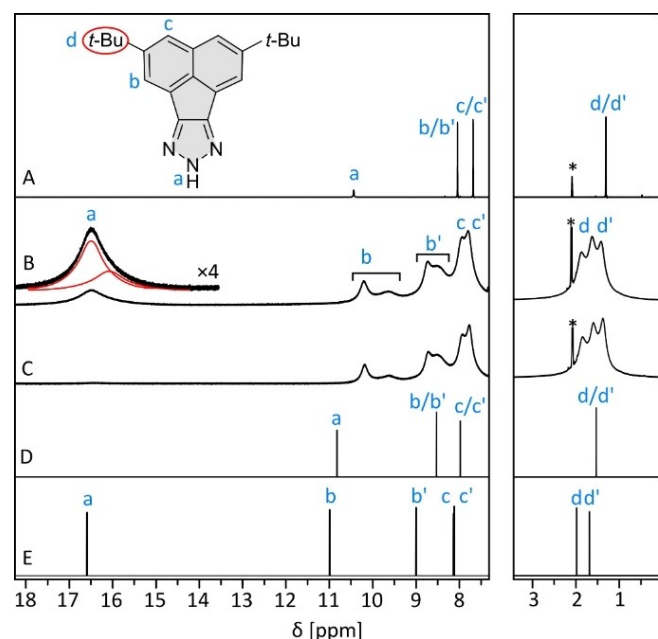 d t-Bu c t-Bu
b
c/c'
b/b'
d/d'
N N
N
a H
a
*
A
a
B
×4
b
b'
c c'
*
d d'
C
*
D
a
b/b'
c/c'
d/d'
E
a
b
b'
c c'
d d'
18 17 16 15 14 13 12 11 10 9 8 3 2 1
δ [ppm]